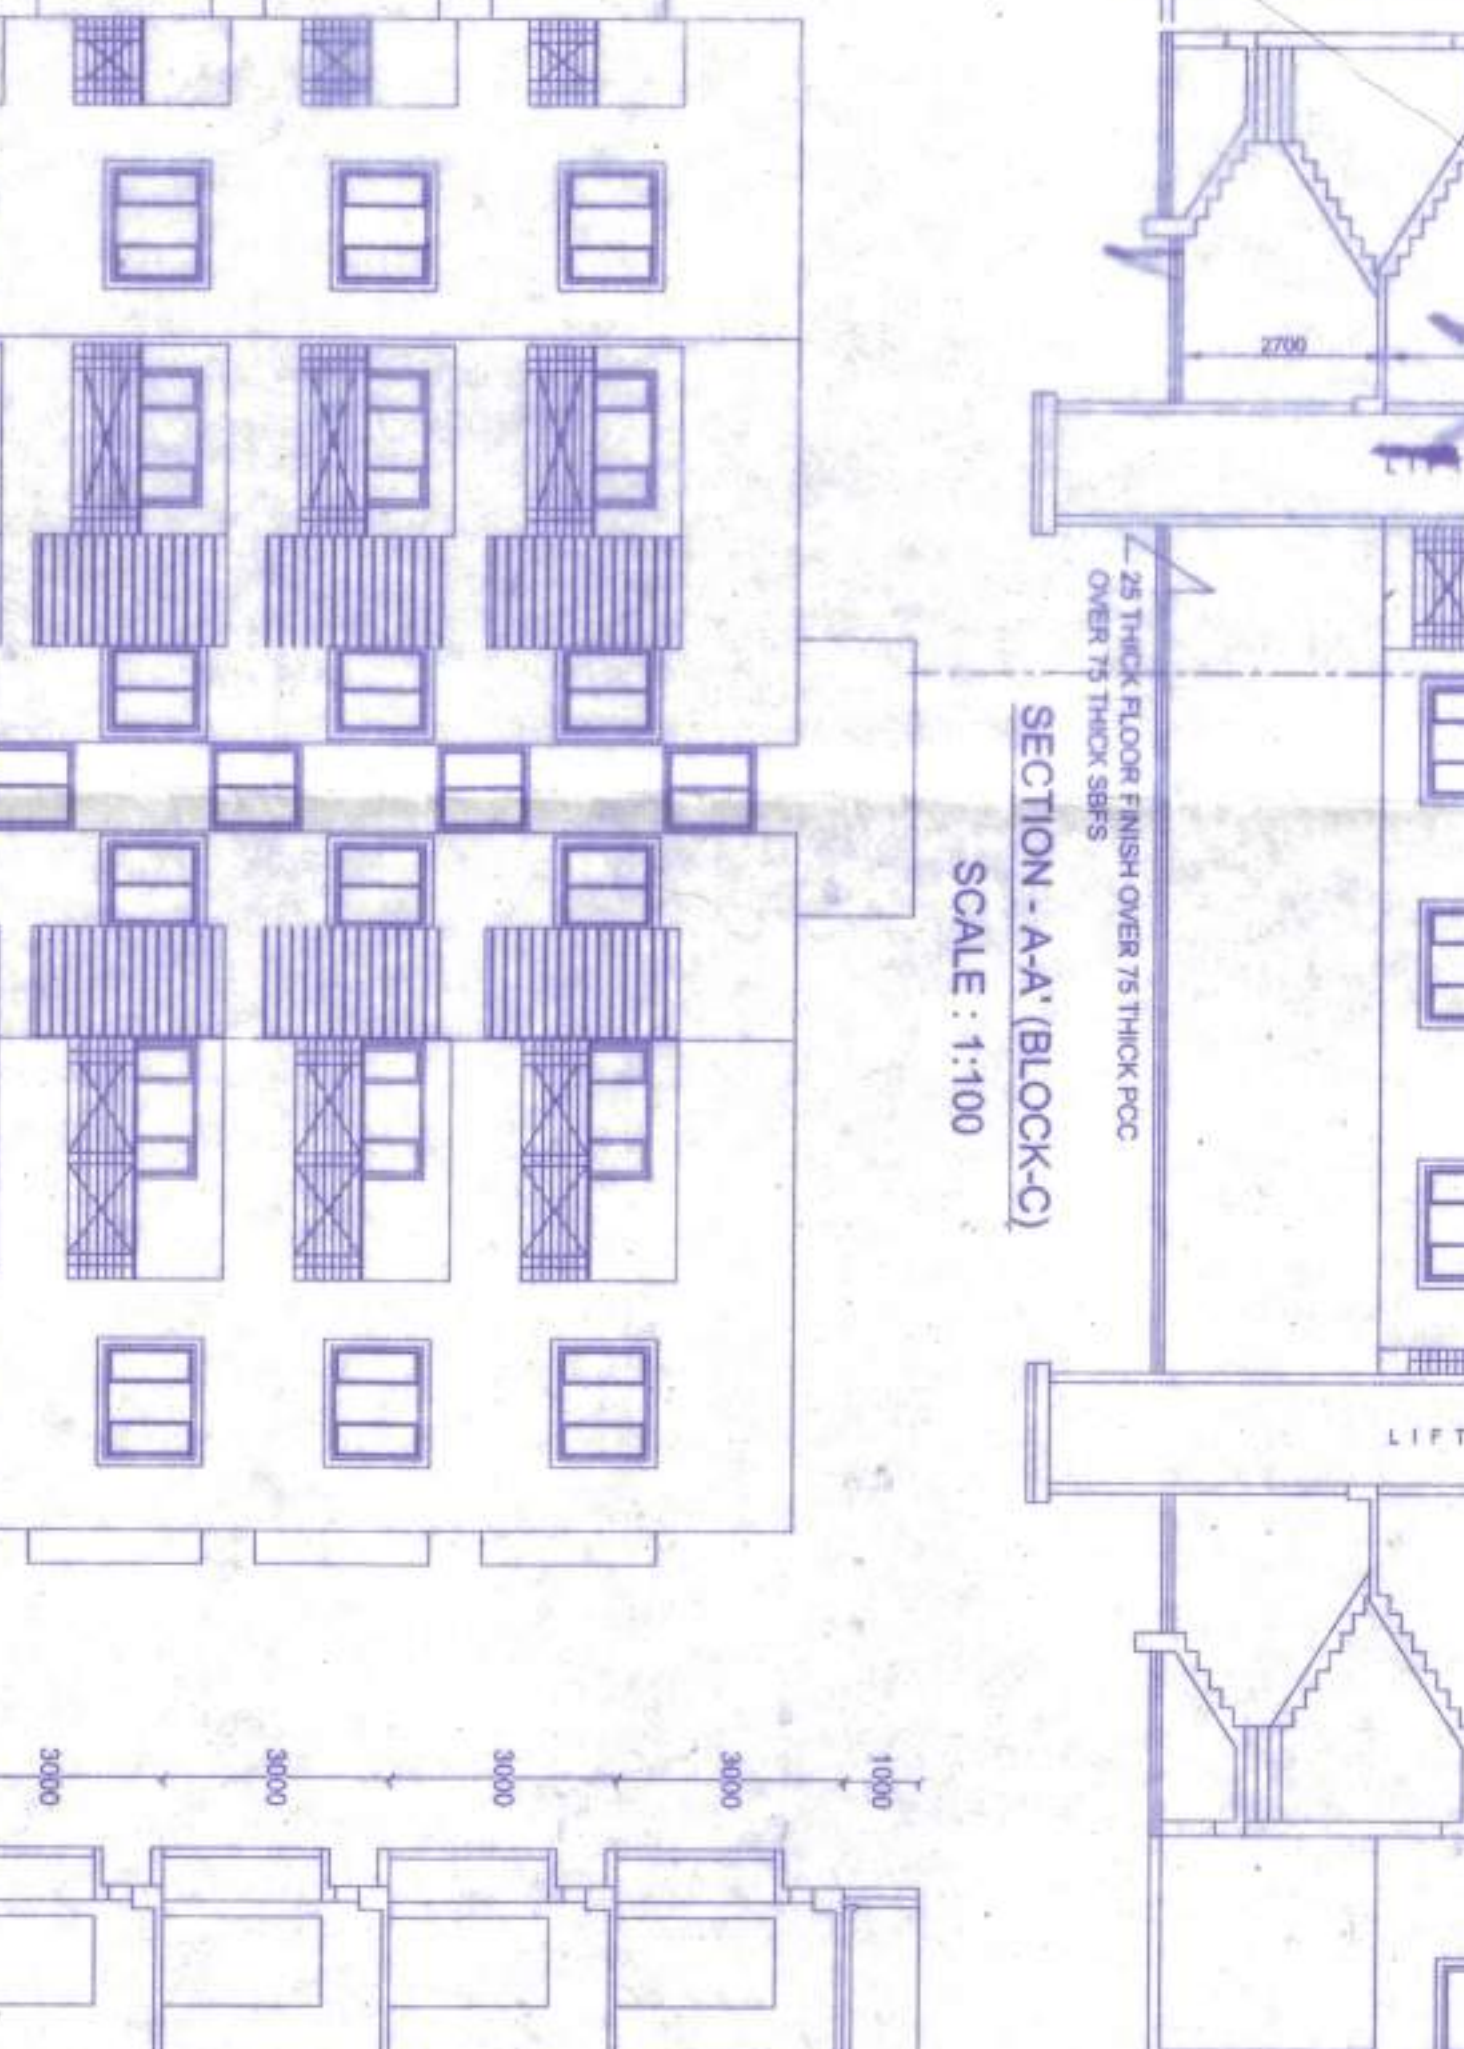 2700
25 THICK FLOOR FINISH OVER 75 THICK PCC
OVER 75 THICK SBFS
SECTION - A-A' (BLOCK-C)
SCALE : 1:100
LIFT
3000
3000
3000
3000
1000